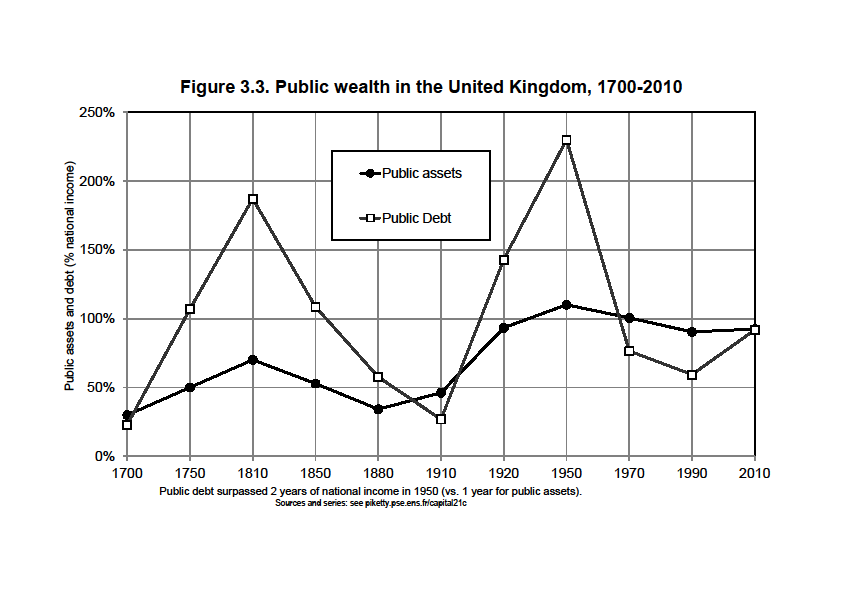 Figure 3.3. Public wealth in the United Kingdom, 1700-2010
Public assets and debt (% national income)
250%
200%
150%
100%
50%
0%
Public assets
Public Debt
1700 1750 1810 1850 1880 1910 1920 1950 1970 1990 2010
Public debt surpassed 2 years of national income in 1950 (vs. 1 year for public assets).
Sources and series: see piketty.pse.ens.fr/capital21c